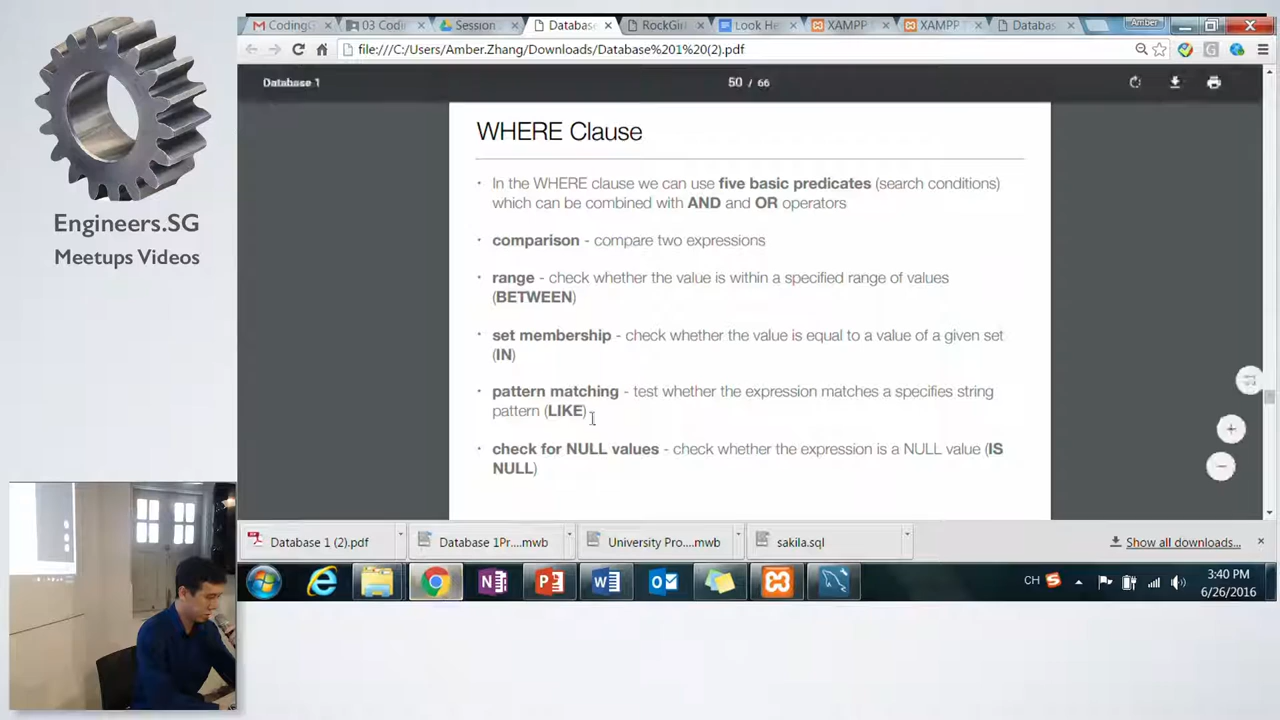 CodingG
03 Codi
Session
Databas
RockGirl
Look He
XAMPP
XAMPP
Databas
Amber
file:///C:/Users/Amber.Zhang/Downloads/Database%201%20(2).pdf
Database 1
50 / 66
WHERE Clause
In the WHERE clause we can use five basic predicates (search conditions)
which can be combined with AND and OR operators
comparison - compare two expressions
range - check whether the value is within a specified range of values
(BETWEEN)
set membership - check whether the value is equal to a value of a given set
(IN)
pattern matching - test whether the expression matches a specifies string
pattern (LIKE)
check for NULL values - check whether the expression is a NULL value (IS
NULL)
Engineers.SG
Meetups Videos
Database 1 (2).pdf
Database 1Pr....mwb
University Pro....mwb
sakila.sql
Show all downloads...
CH
3:40 PM
6/26/2016